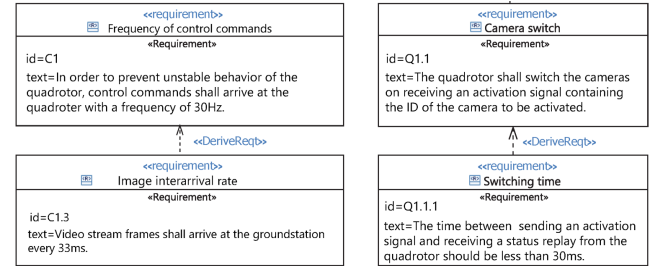 <<requirement>>
Frequency of control commands
«Requirement»
id=C1
text=In order to prevent unstable behavior of the
quadrotor, control commands shall arrive at the
quadroter with a frequency of 30Hz.
<<DeriveReqt>>
<<requirement>>
Image interarrival rate
«Requirement»
id=C1.3
text=Video stream frames shall arrive at the groundstation
every 33ms.
<<requirement>>
Camera switch
«Requirement»
id=Q1.1
text=The quadrotor shall switch the cameras
on receiving an activation signal containing
the ID of the camera to be activated.
<<DeriveReqt>>
<<requirement>>
Switching time
«Requirement»
id=Q1.1.1
text=The time between sending an activation
signal and receiving a status replay from the
quadrotor should be less than 30ms.